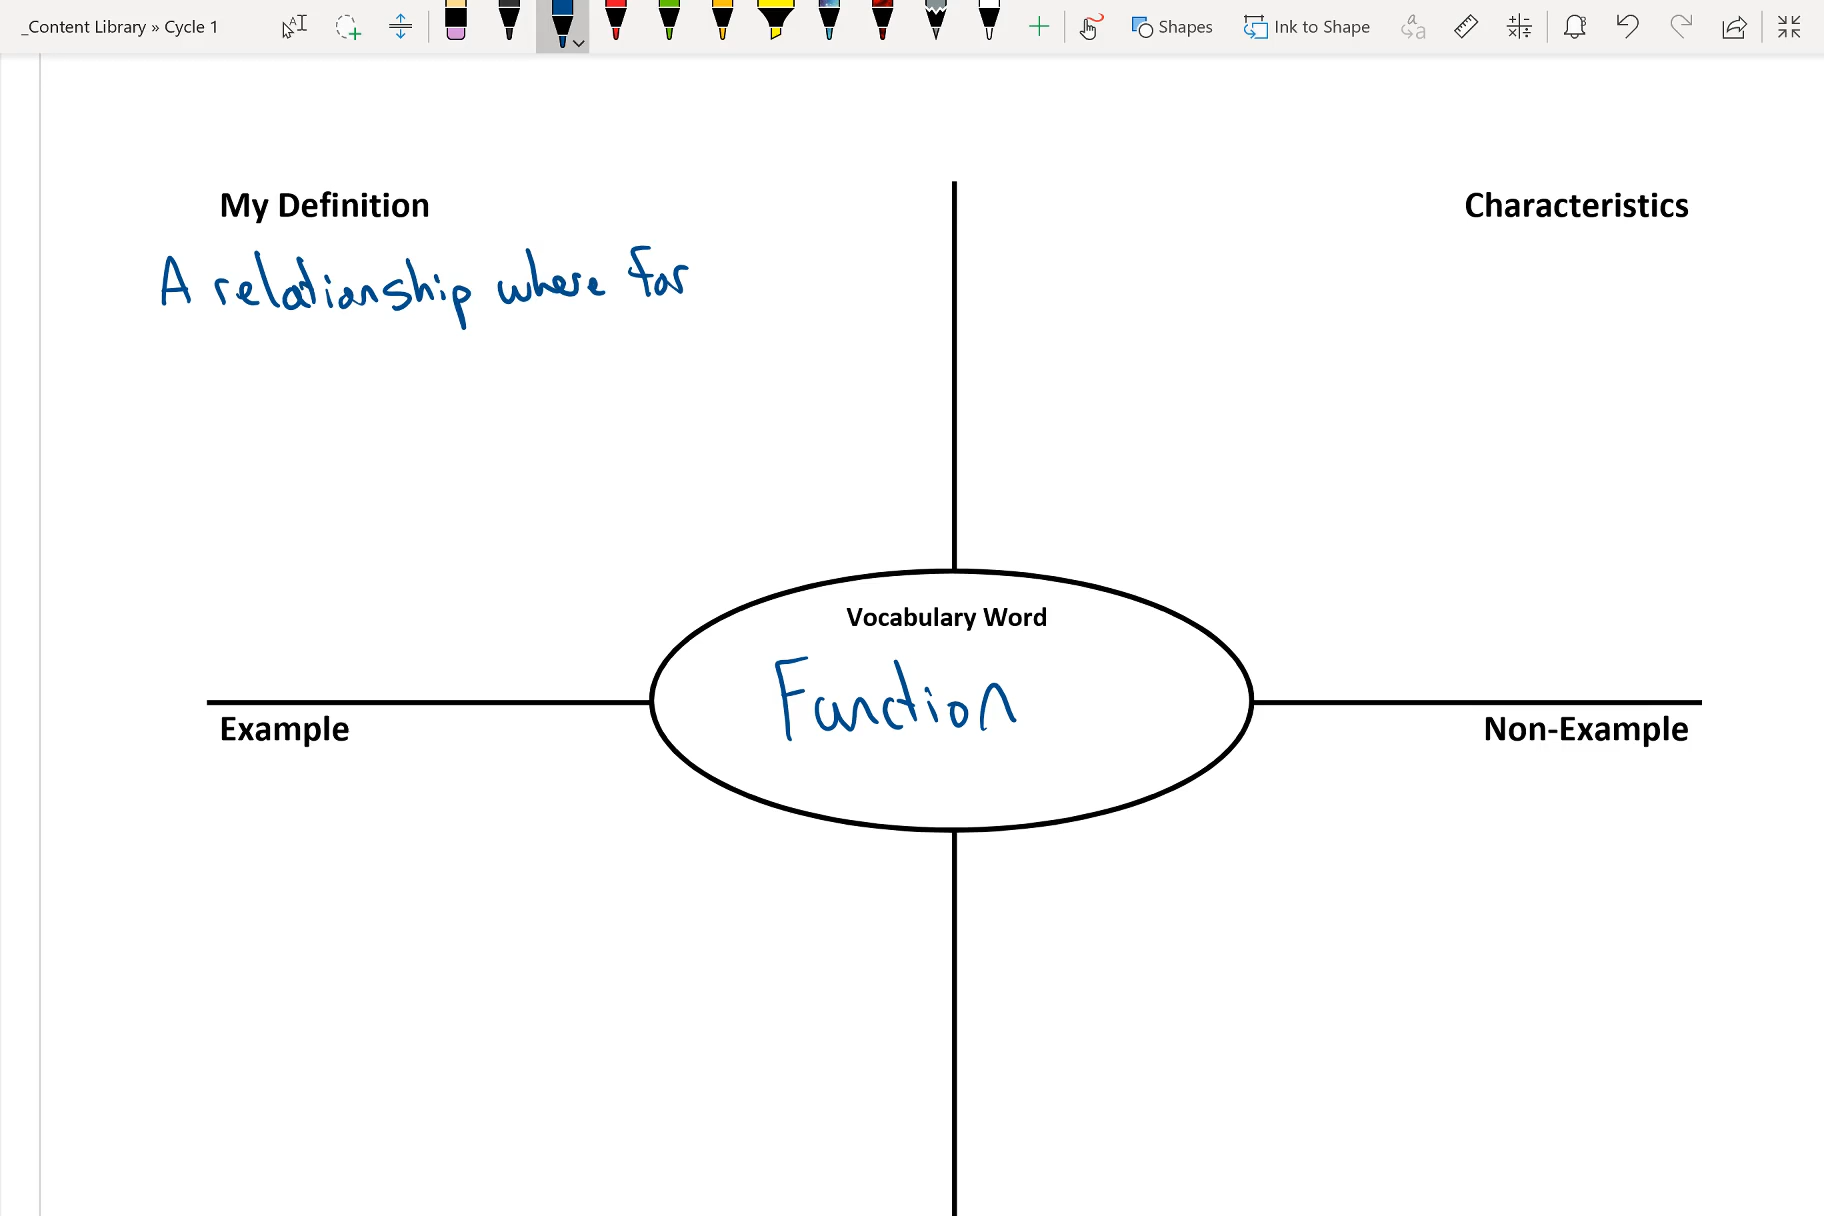 _Content Library » Cycle 1
Shapes
Ink to Shape
My Definition
Characteristics
A relationship where for
Vocabulary Word
Function
Example
Non-Example